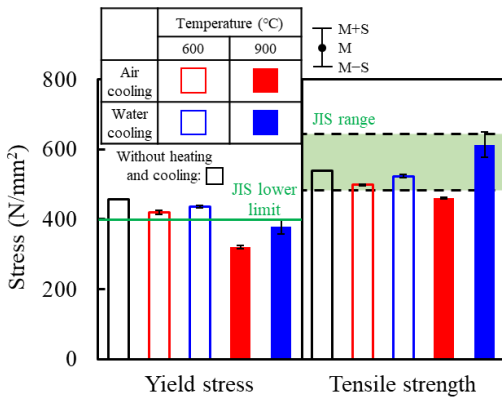 Temperature (°C)
600 900
Air cooling
Water cooling
Without heating and cooling:
M+S
M
M−S
JIS range
JIS lower limit
800
600
400
200
0
Stress (N/mm²)
Yield stress
Tensile strength